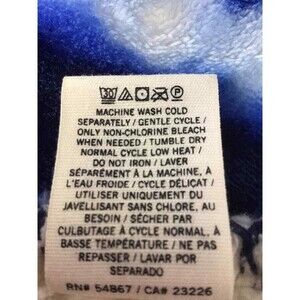 MACHINE WASH COLD
SEPARATELY / GENTLE CYCLE /
ONLY NON-CHLORINE BLEACH
WHEN NEEDED / TUMBLE DRY
NORMAL CYCLE LOW HEAT /
DO NOT IRON / LAVER
SÉPARÉMENT À LA MACHINE, À
L'EAU FROIDE / CYCLE DÉLICAT /
UTILISER UNIQUEMENT DU
JAVELLISANT SANS CHLORE, AU
BESOIN / SÉCHER PAR
CULBUTAGE À CYCLE NORMAL, À
BASSE TEMPÉRATURE / NE PAS
REPASSER / LAVER POR
SEPARADO
RN# 54867 / CA# 23226